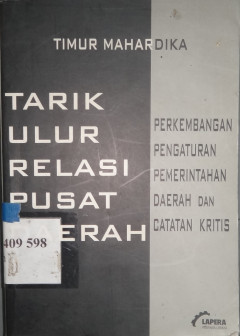 TIMUR MAHARDIKA
TARIK
ULUR
RELASI
PUSAT
DAERAH
PERKEMBANGAN
PENGATURAN
PEMERINTAHAN
DAERAH DAN
CATATAN KRITIS
409 598
LAPERA